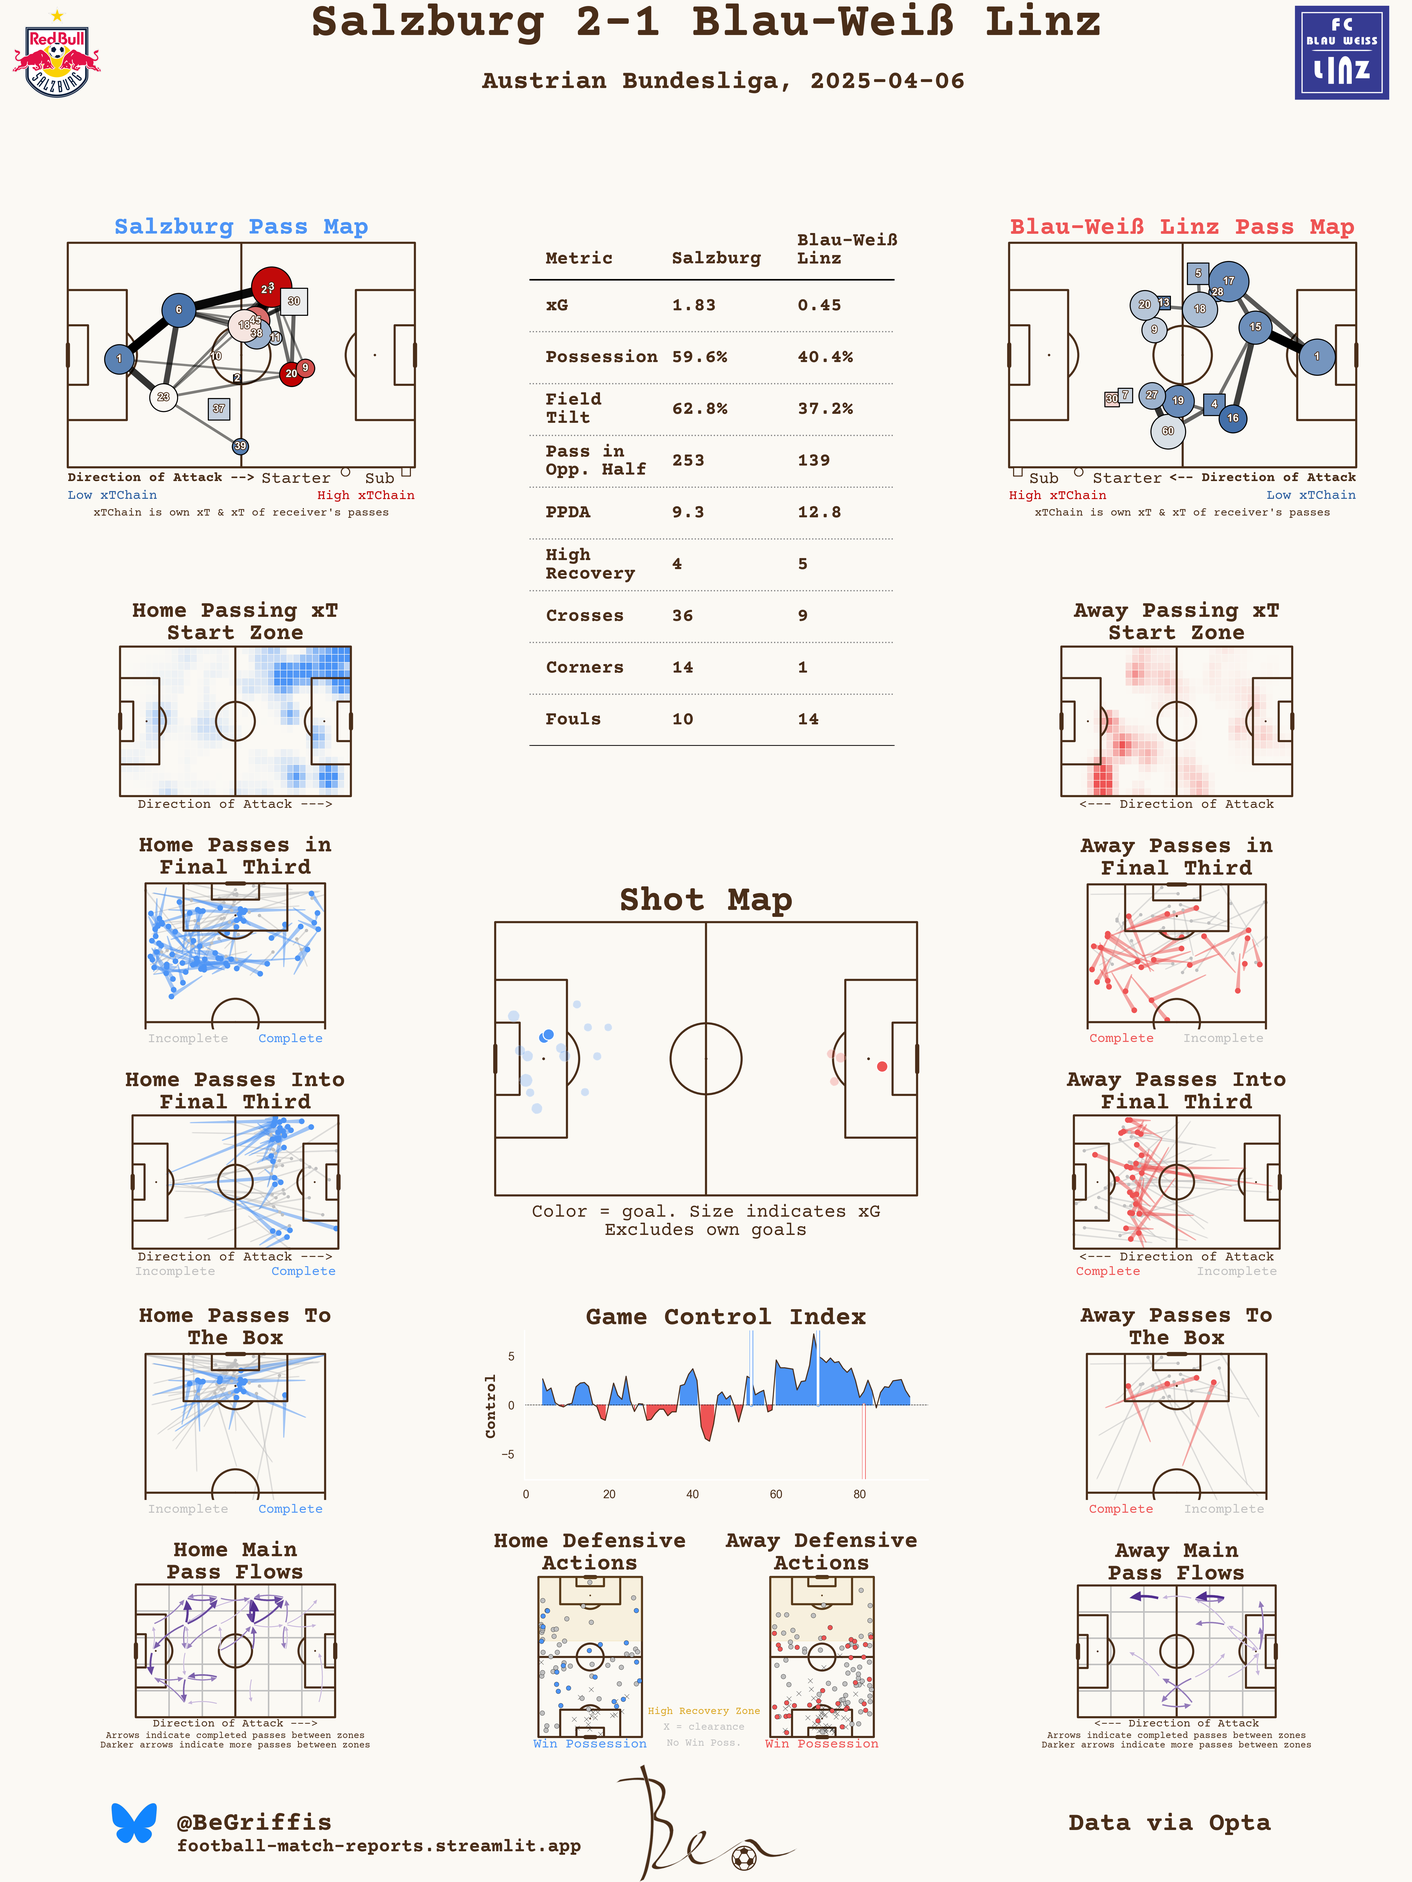 Salzburg 2-1 Blau-Weiß Linz
Austrian Bundesliga, 2025-04-06
Red Bull
SALZBURG
FC
BLAU WEISS
LINZ
Salzburg Pass Map
1
6
23
18
45
38
11
10
2
37
39
20
9
30
3
Direction of Attack --> Starter Sub
Low xTChain High xTChain
xTChain is own xT & xT of receiver's passes
Metric Salzburg Blau-Weiß Linz
xG 1.83 0.45
Possession 59.6% 40.4%
Field Tilt 62.8% 37.2%
Pass in Opp. Half 253 139
PPDA 9.3 12.8
High Recovery 4 5
Crosses 36 9
Corners 14 1
Fouls 10 14
Blau-Weiß Linz Pass Map
5
17
28
20
13
18
9
15
1
30
7
27
19
4
16
60
Sub Starter <-- Direction of Attack
High xTChain Low xTChain
xTChain is own xT & xT of receiver's passes
Home Passing xT
Start Zone
Direction of Attack --->
Away Passing xT
Start Zone
<--- Direction of Attack
Home Passes in
Final Third
Incomplete Complete
Away Passes in
Final Third
Complete Incomplete
Shot Map
Color = goal. Size indicates xG
Excludes own goals
Home Passes Into
Final Third
Direction of Attack --->
Incomplete Complete
Away Passes Into
Final Third
<--- Direction of Attack
Complete Incomplete
Home Passes To
The Box
Incomplete Complete
Game Control Index
Control
5
0
−5
0 20 40 60 80
Away Passes To
The Box
Complete Incomplete
Home Main
Pass Flows
Direction of Attack --->
Arrows indicate completed passes between zones
Darker arrows indicate more passes between zones
Home Defensive
Actions
Win Possession
High Recovery Zone
X = clearance
No Win Poss.
Away Defensive
Actions
Win Possession
Away Main
Pass Flows
<--- Direction of Attack
Arrows indicate completed passes between zones
Darker arrows indicate more passes between zones
@BeGriffis
football-match-reports.streamlit.app
Ben
Data via Opta